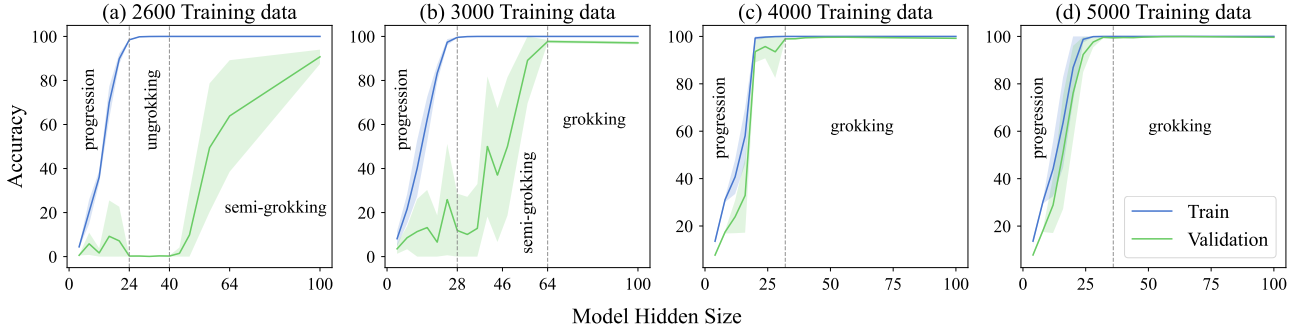 (a) 2600 Training data
(b) 3000 Training data
(c) 4000 Training data
(d) 5000 Training data
Accuracy
100
80
60
40
20
0
progression
ungrokking
semi-grokking
0 24 40 64 100
100
80
60
40
20
0
progression
semi-grokking
grokking
0 28 64 100
100
80
60
40
20
progression
grokking
0 25 50 75 100
100
80
60
40
20
progression
grokking
Train
Validation
0 25 50 75 100
Model Hidden Size